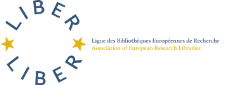 LIBER
Ligue des Bibliothèques Européennes de Recherche
Association of European Research Libraries
LIBER